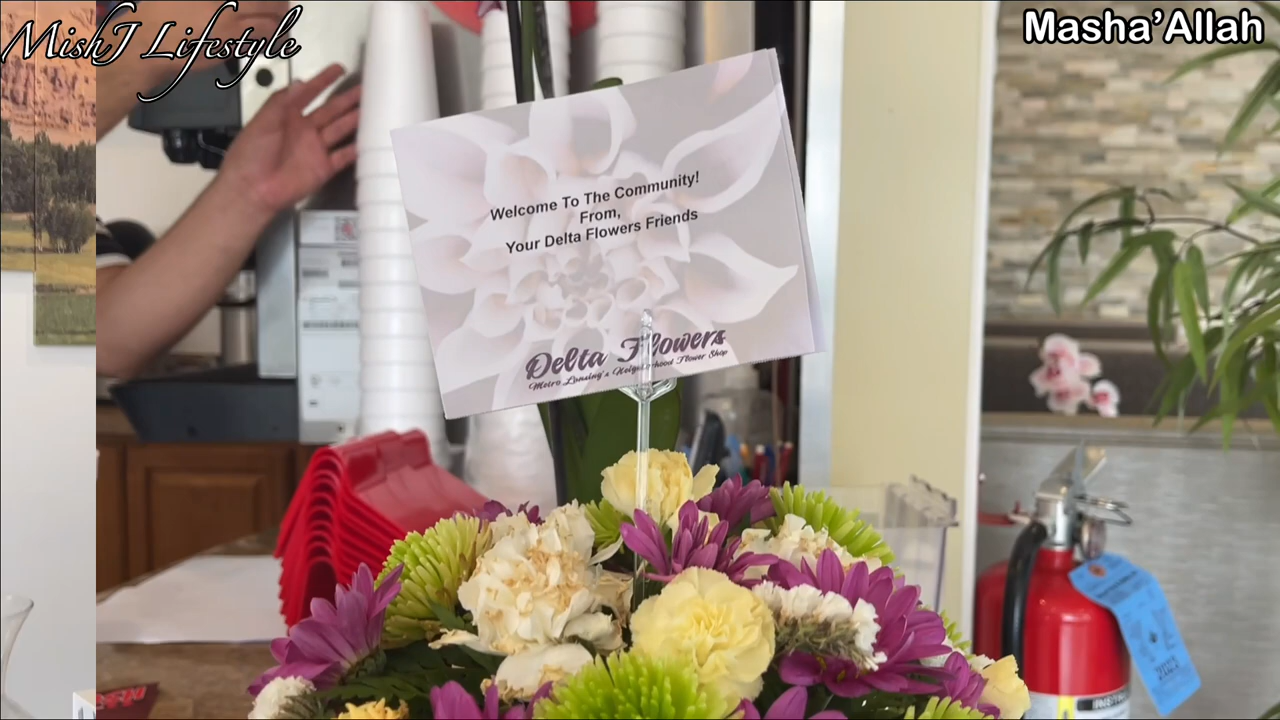 MishJ Lifestyle
Masha'Allah
Welcome To The Community!
From,
Your Delta Flowers Friends
Delta Flowers
Metro Lansing's Neighborhood Flower Shop